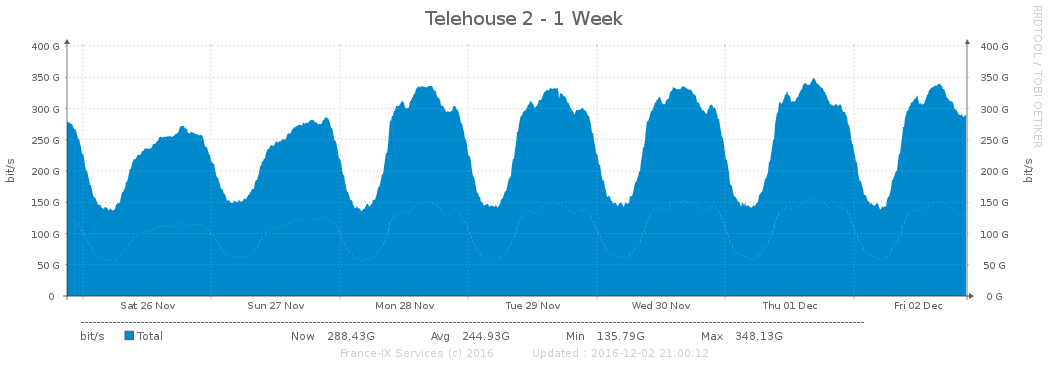 Telehouse 2 - 1 Week
RRDTOOL / TOBI OETIKER
400 G 400 G
350 G 350 G
300 G 300 G
250 G 250 G
200 G 200 G
150 G 150 G
100 G 100 G
50 G 50 G
0 0 G
bit/s
bit/s
Sat 26 Nov Sun 27 Nov Mon 28 Nov Tue 29 Nov Wed 30 Nov Thu 01 Dec Fri 02 Dec
bit/s Total Now 288.43G Avg 244.93G Min 135.79G Max 348.13G
France-IX Services (c) 2016 Updated : 2016-12-02 21:00:12